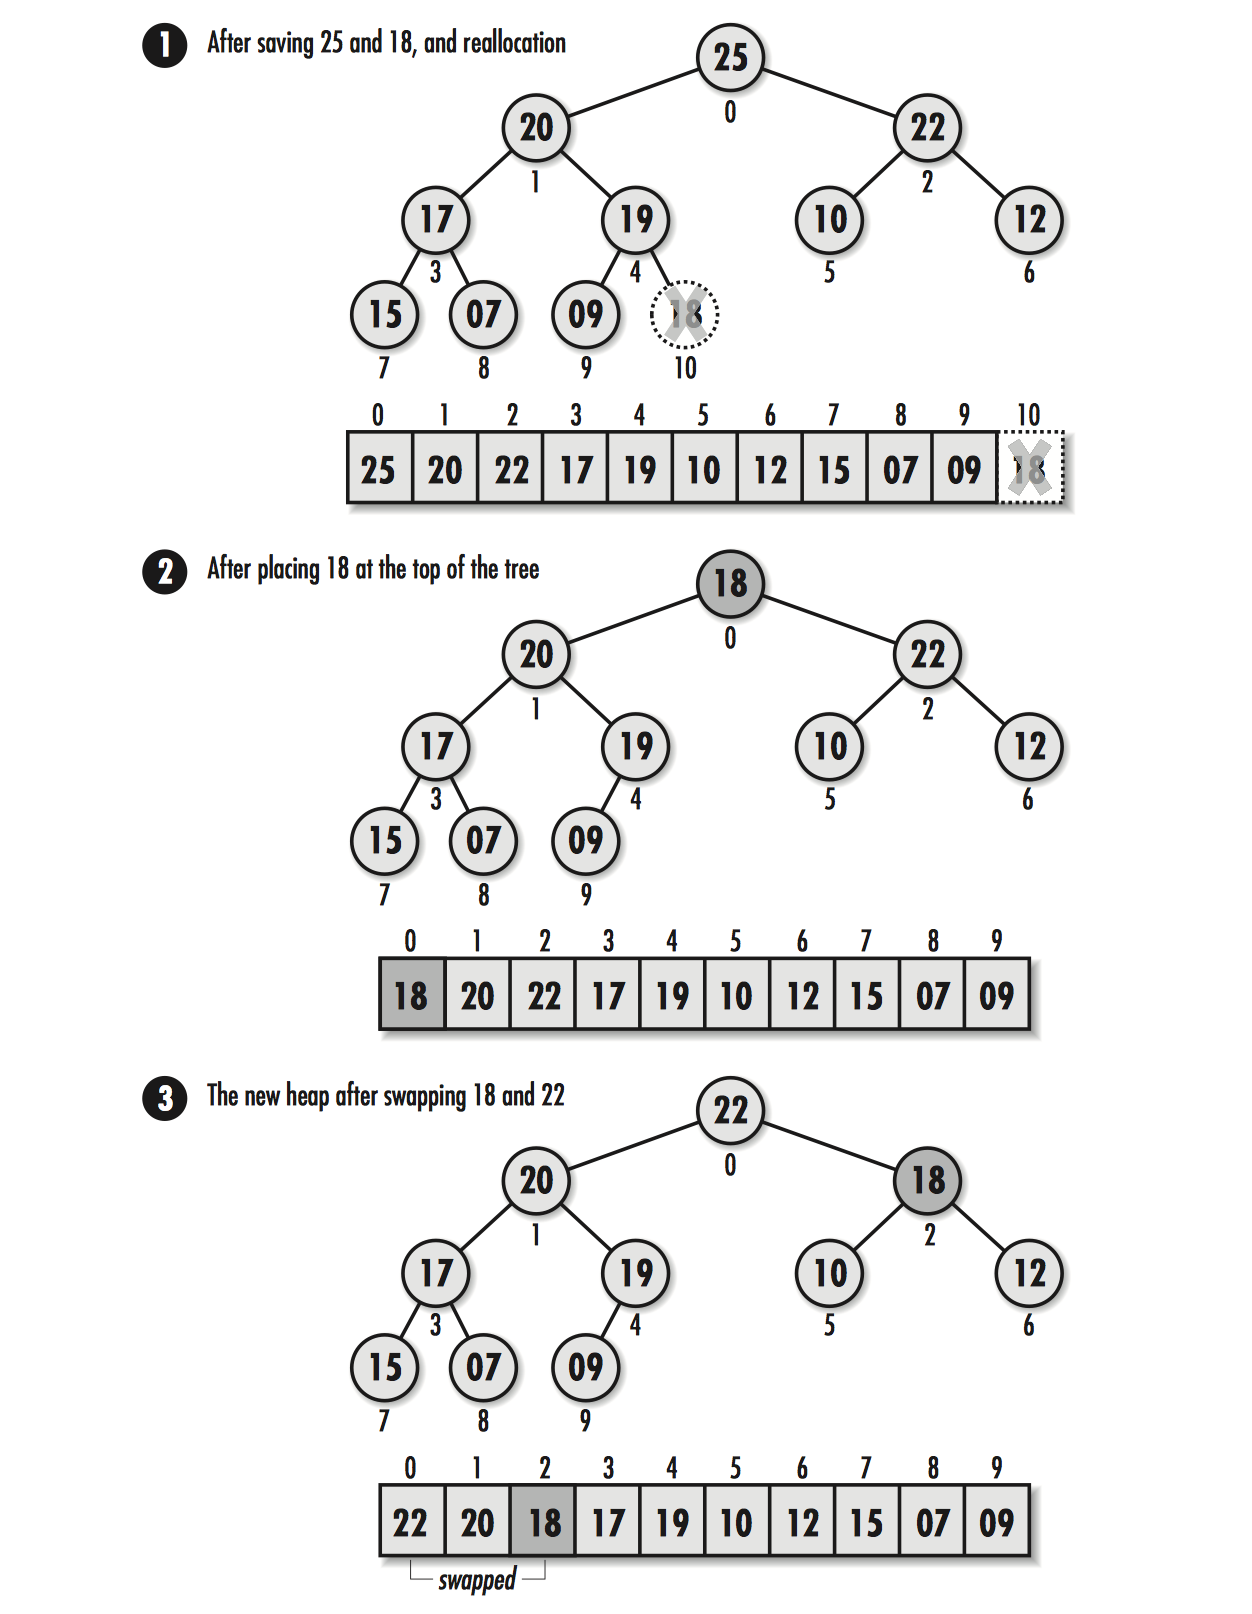 1 After saving 25 and 18, and reallocation
25
0
20 22
1 2
17 19 10 12
3 4 5 6
15 07 09 18
7 8 9 10
0 1 2 3 4 5 6 7 8 9 10
25 20 22 17 19 10 12 15 07 09 18
2 After placing 18 at the top of the tree
18
0
20 22
1 2
17 19 10 12
3 4 5 6
15 07 09
7 8 9
0 1 2 3 4 5 6 7 8 9
18 20 22 17 19 10 12 15 07 09
3 The new heap after swapping 18 and 22
22
0
20 18
1 2
17 19 10 12
3 4 5 6
15 07 09
7 8 9
0 1 2 3 4 5 6 7 8 9
22 20 18 17 19 10 12 15 07 09
swapped